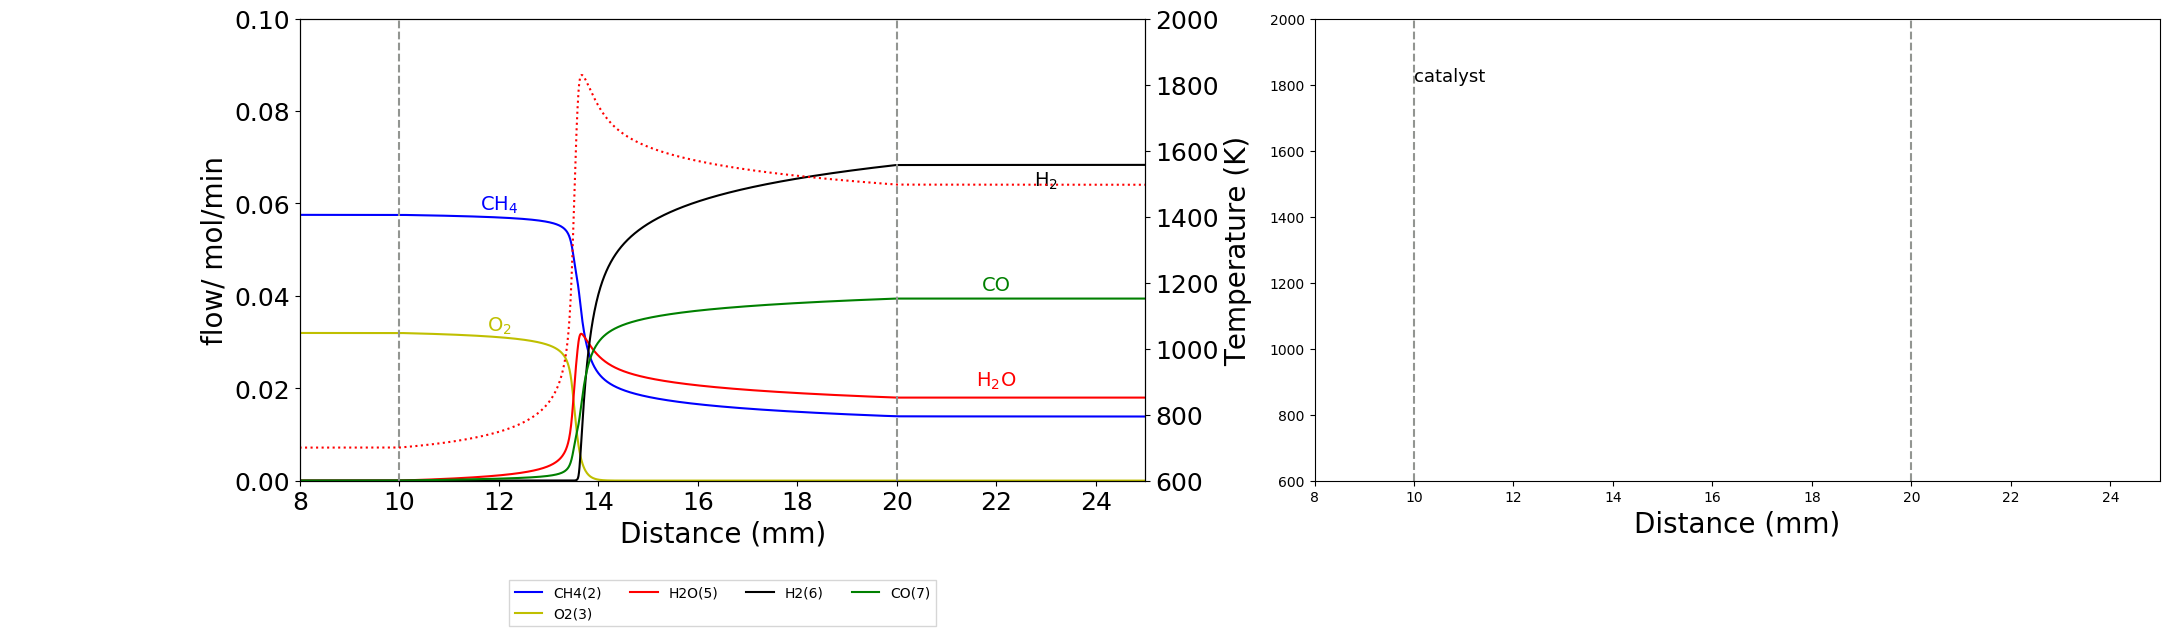 0.10
0.08
0.06
0.04
0.02
0.00
flow/ mol/min
8 10 12 14 16 18 20 22 24
Distance (mm)
2000
1800
1600
1400
1200
1000
800
600
Temperature (K)
CH₄
O₂
H₂
CO
H₂O
CH4(2) H2O(5) H2(6) CO(7)
O2(3)
2000
1800
1600
1400
1200
1000
800
600
catalyst
8 10 12 14 16 18 20 22 24
Distance (mm)